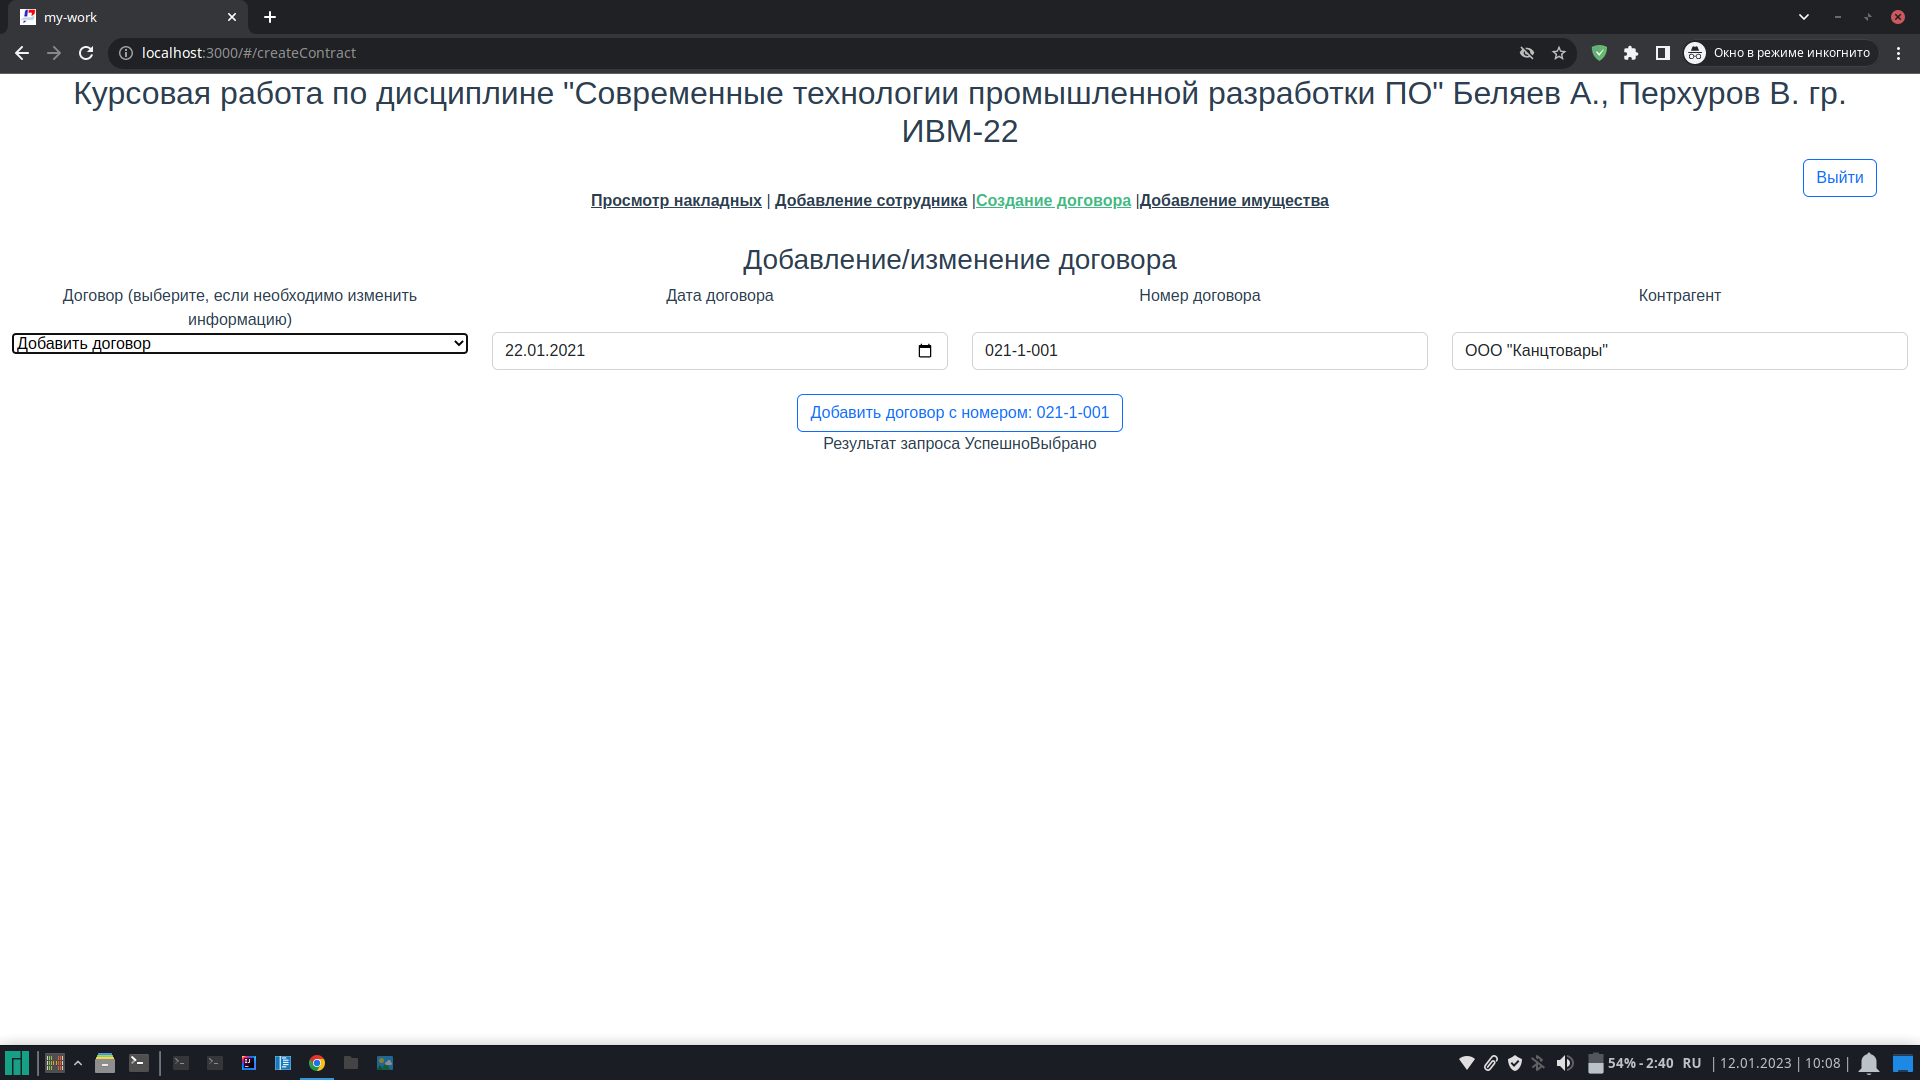 my-work
localhost:3000/#/createContract
Окно в режиме инкогнито
Курсовая работа по дисциплине "Современные технологии промышленной разработки ПО" Беляев А., Перхуров В. гр.
ИВМ-22
Выйти
Просмотр накладных | Добавление сотрудника |Создание договора |Добавление имущества
Добавление/изменение договора
Договор (выберите, если необходимо изменить
информацию)
Дата договора
Номер договора
Контрагент
Добавить договор
22.01.2021
021-1-001
ООО "Канцтовары"
Добавить договор с номером: 021-1-001
Результат запроса УспешноВыбрано
54% - 2:40 RU | 12.01.2023 | 10:08 |